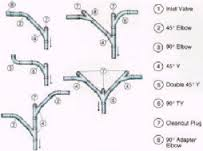 1 Inlet Valve
2 45° Elbow
3 90° Elbow
4 45° Y
5 Double 45° Y
6 90° TY
7 Cleanout Plug
8 90° Adapter
Elbow